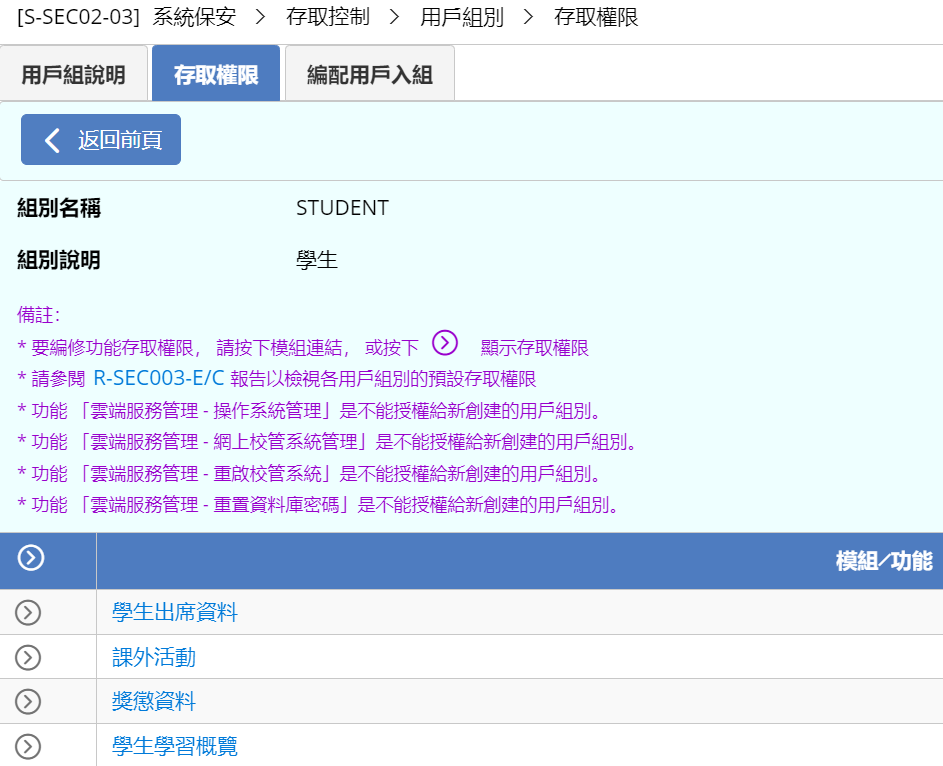 [S-SEC02-03] 系統保安 > 存取控制 > 用戶組別 > 存取權限
用戶組說明 存取權限 編配用戶入組
返回前頁
組別名稱 STUDENT
組別說明 學生
備註:
* 要編修功能存取權限， 請按下模組連結， 或按下 顯示存取權限
* 請參閱 R-SEC003-E/C 報告以檢視各用戶組別的預設存取權限
* 功能 「雲端服務管理 - 操作系統管理」是不能授權給新創建的用戶組別。
* 功能 「雲端服務管理 - 網上校管系統管理」是不能授權給新創建的用戶組別。
* 功能 「雲端服務管理 - 重啟校管系統」是不能授權給新創建的用戶組別。
* 功能 「雲端服務管理 - 重置資料庫密碼」是不能授權給新創建的用戶組別。
模組/功能
學生出席資料
課外活動
獎懲資料
學生學習概覽